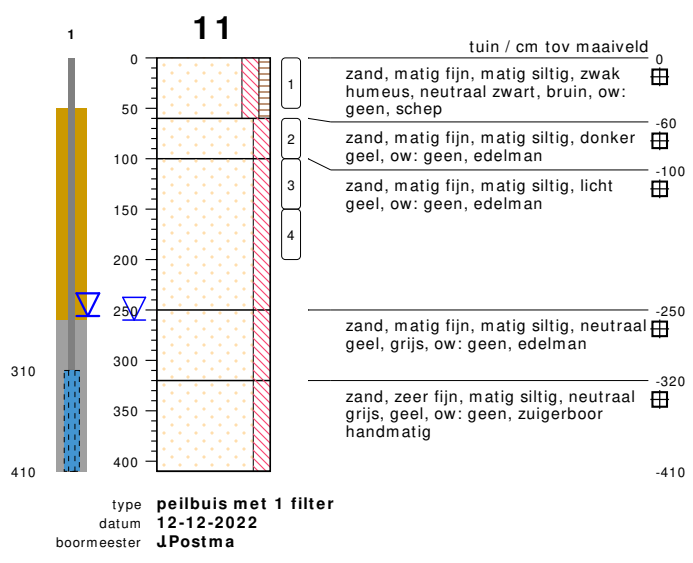 11
1
tuin / cm tov maaiveld
0
50
100
150
200
250
300
350
400
310
410
1
2
3
4
0
zand, matig fijn, matig siltig, zwak
humeus, neutraal zwart, bruin, ow:
geen, schep
-60
zand, matig fijn, matig siltig, donker
geel, ow: geen, edelman
-100
zand, matig fijn, matig siltig, licht
geel, ow: geen, edelman
-250
zand, matig fijn, matig siltig, neutraal
geel, grijs, ow: geen, edelman
-320
zand, zeer fijn, matig siltig, neutraal
grijs, geel, ow: geen, zuigerboor
handmatig
-410
type peilbuis met 1 filter
datum 12-12-2022
boormeester J.Postma